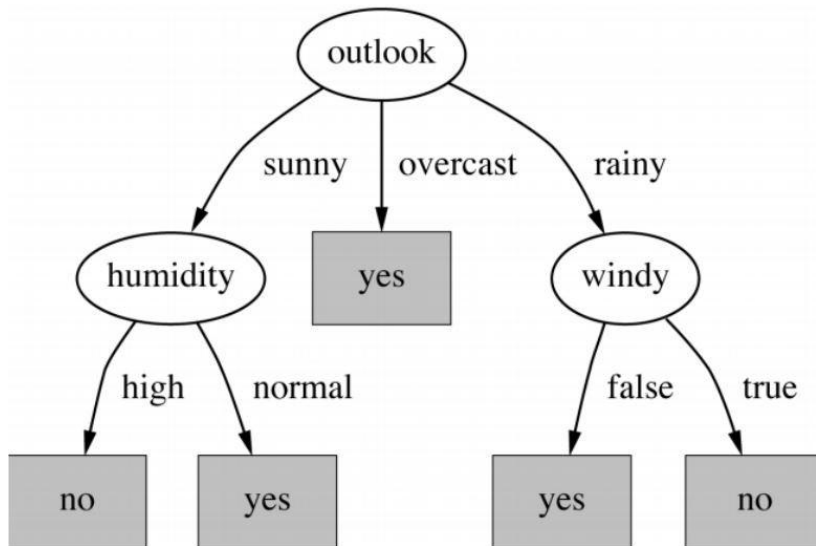 outlook
sunny overcast rainy
humidity yes windy
high normal false true
no yes yes no